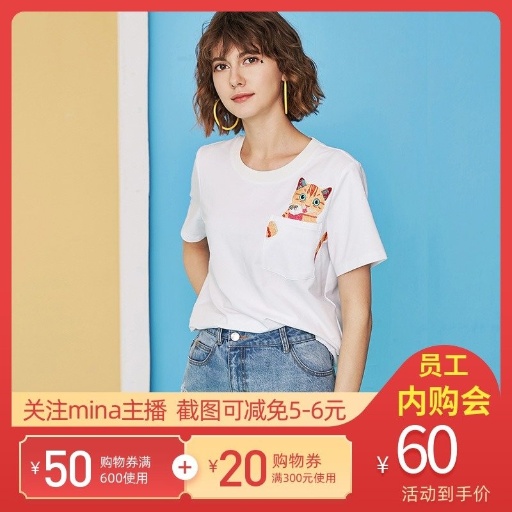 员工
内购会
关注mina主播 截图可减免5-6元
¥50 购物券满
600使用
+
¥20 购物券
满300元使用
¥60
活动到手价